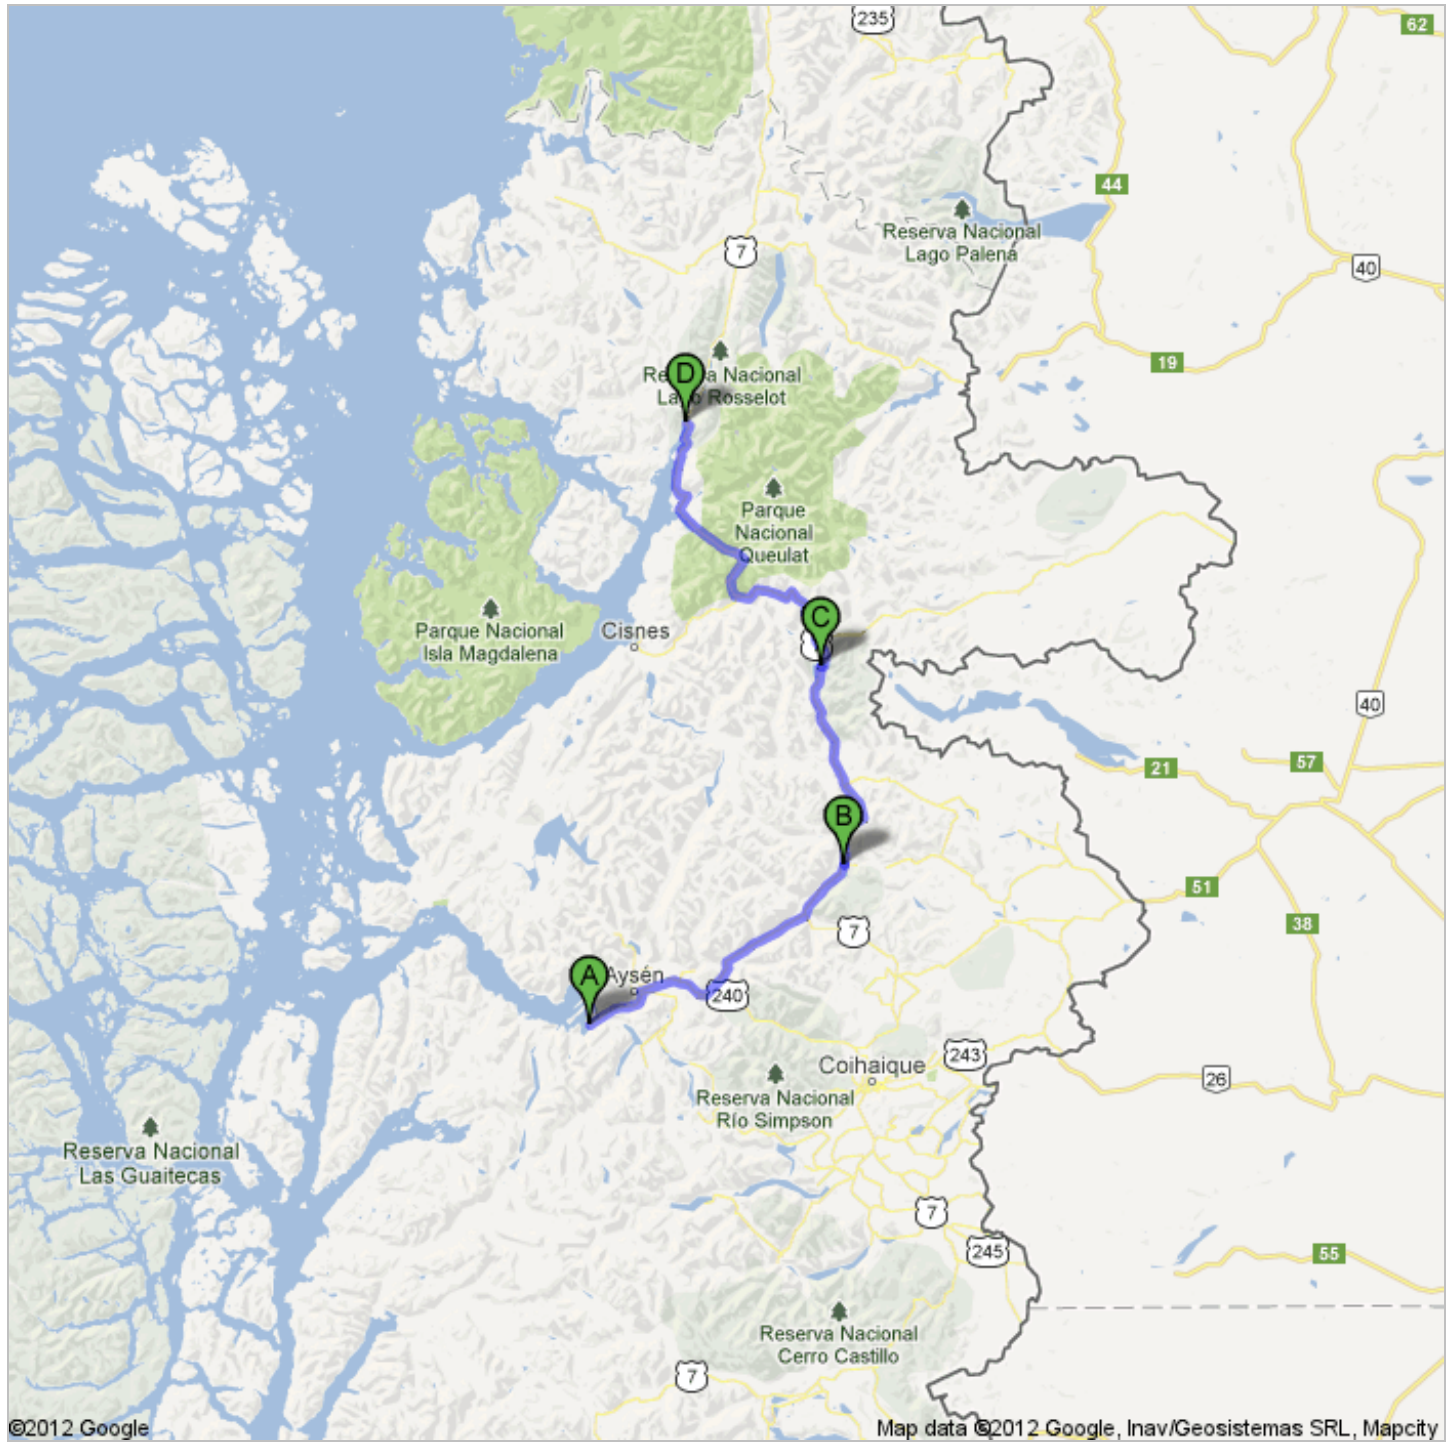 235
62
44
Reserva Nacional
Lago Palena
7
40
19
D
Reserva Nacional
Lago Rosselot
Parque
Nacional
Queulat
C
Cisnes
Parque Nacional
Isla Magdalena
40
57
21
B
51
38
7
A
Aysén
240
243
Coihaique
26
Reserva Nacional
Río Simpson
Reserva Nacional
Las Guaitecas
7
245
55
Reserva Nacional
Cerro Castillo
7
©2012 Google
Map data ©2012 Google, Inav/Geosistemas SRL, Mapcity